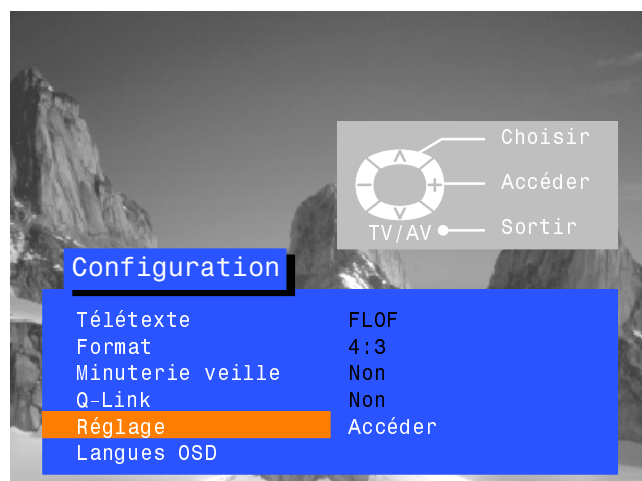 Choisir
Accéder
TV/AV Sortir
Configuration
Télétexte FLOF
Format 4:3
Minuterie veille Non
Q-Link Non
Réglage Accéder
Langues OSD